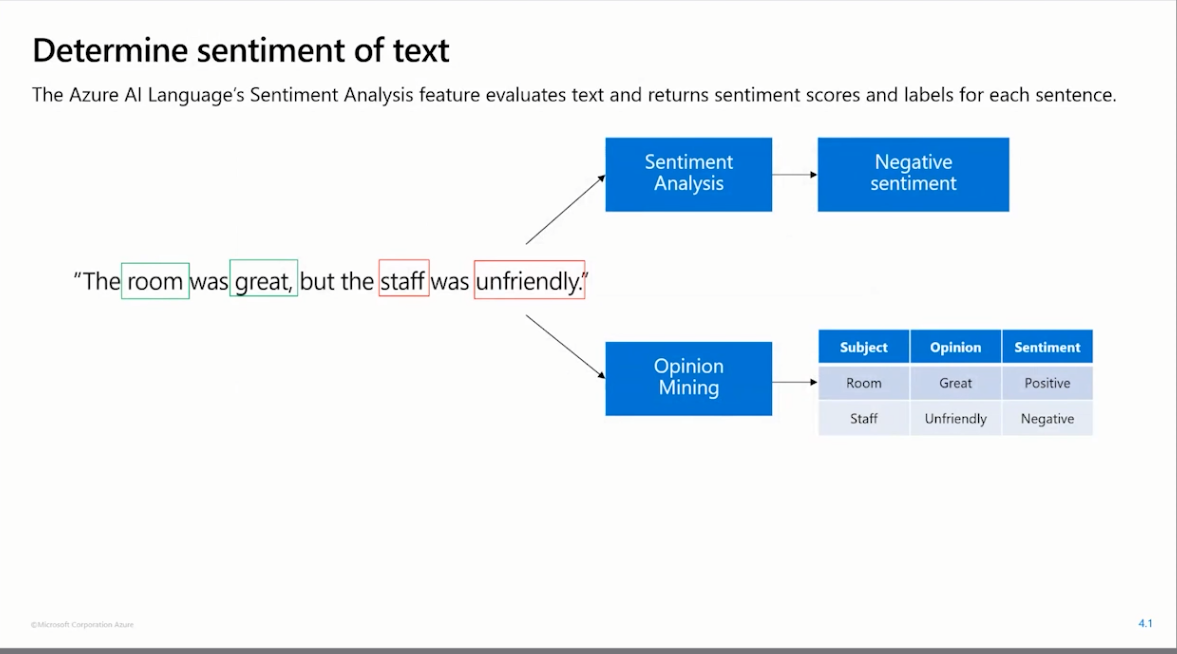 Determine sentiment of text
The Azure AI Language's Sentiment Analysis feature evaluates text and returns sentiment scores and labels for each sentence.
Sentiment
Analysis
Negative
sentiment
"The room was great, but the staff was unfriendly."
Opinion
Mining
Subject Opinion Sentiment
Room Great Positive
Staff Unfriendly Negative
©Microsoft Corporation Azure
4.1